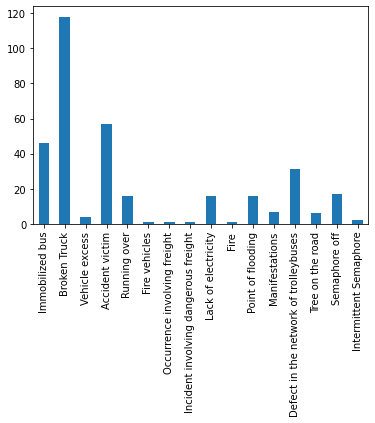 120
100
80
60
40
20
0
Immobilized bus
Broken Truck
Vehicle excess
Accident victim
Running over
Fire vehicles
Occurrence involving freight
Incident involving dangerous freight
Lack of electricity
Fire
Point of flooding
Manifestations
Defect in the network of trolleybuses
Tree on the road
Semaphore off
Intermittent Semaphore